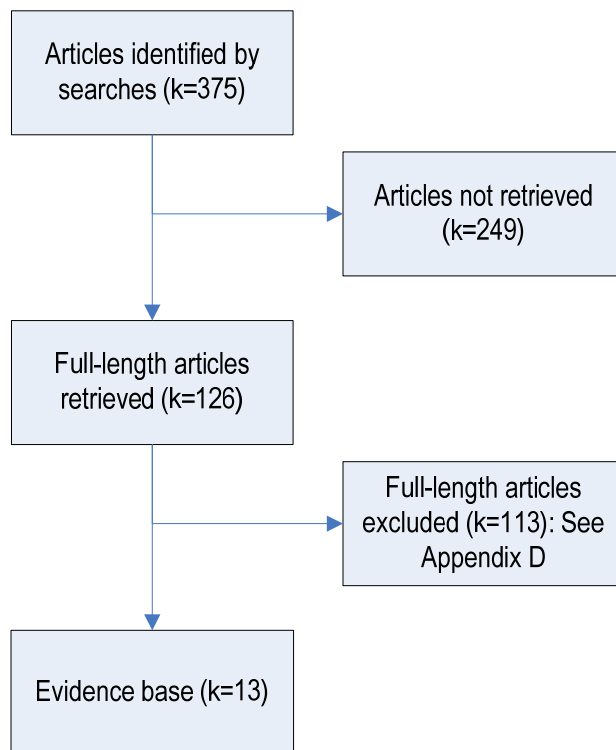 Articles identified by
searches (k=375)
Articles not retrieved
(k=249)
Full-length articles
retrieved (k=126)
Full-length articles
excluded (k=113): See
Appendix D
Evidence base (k=13)